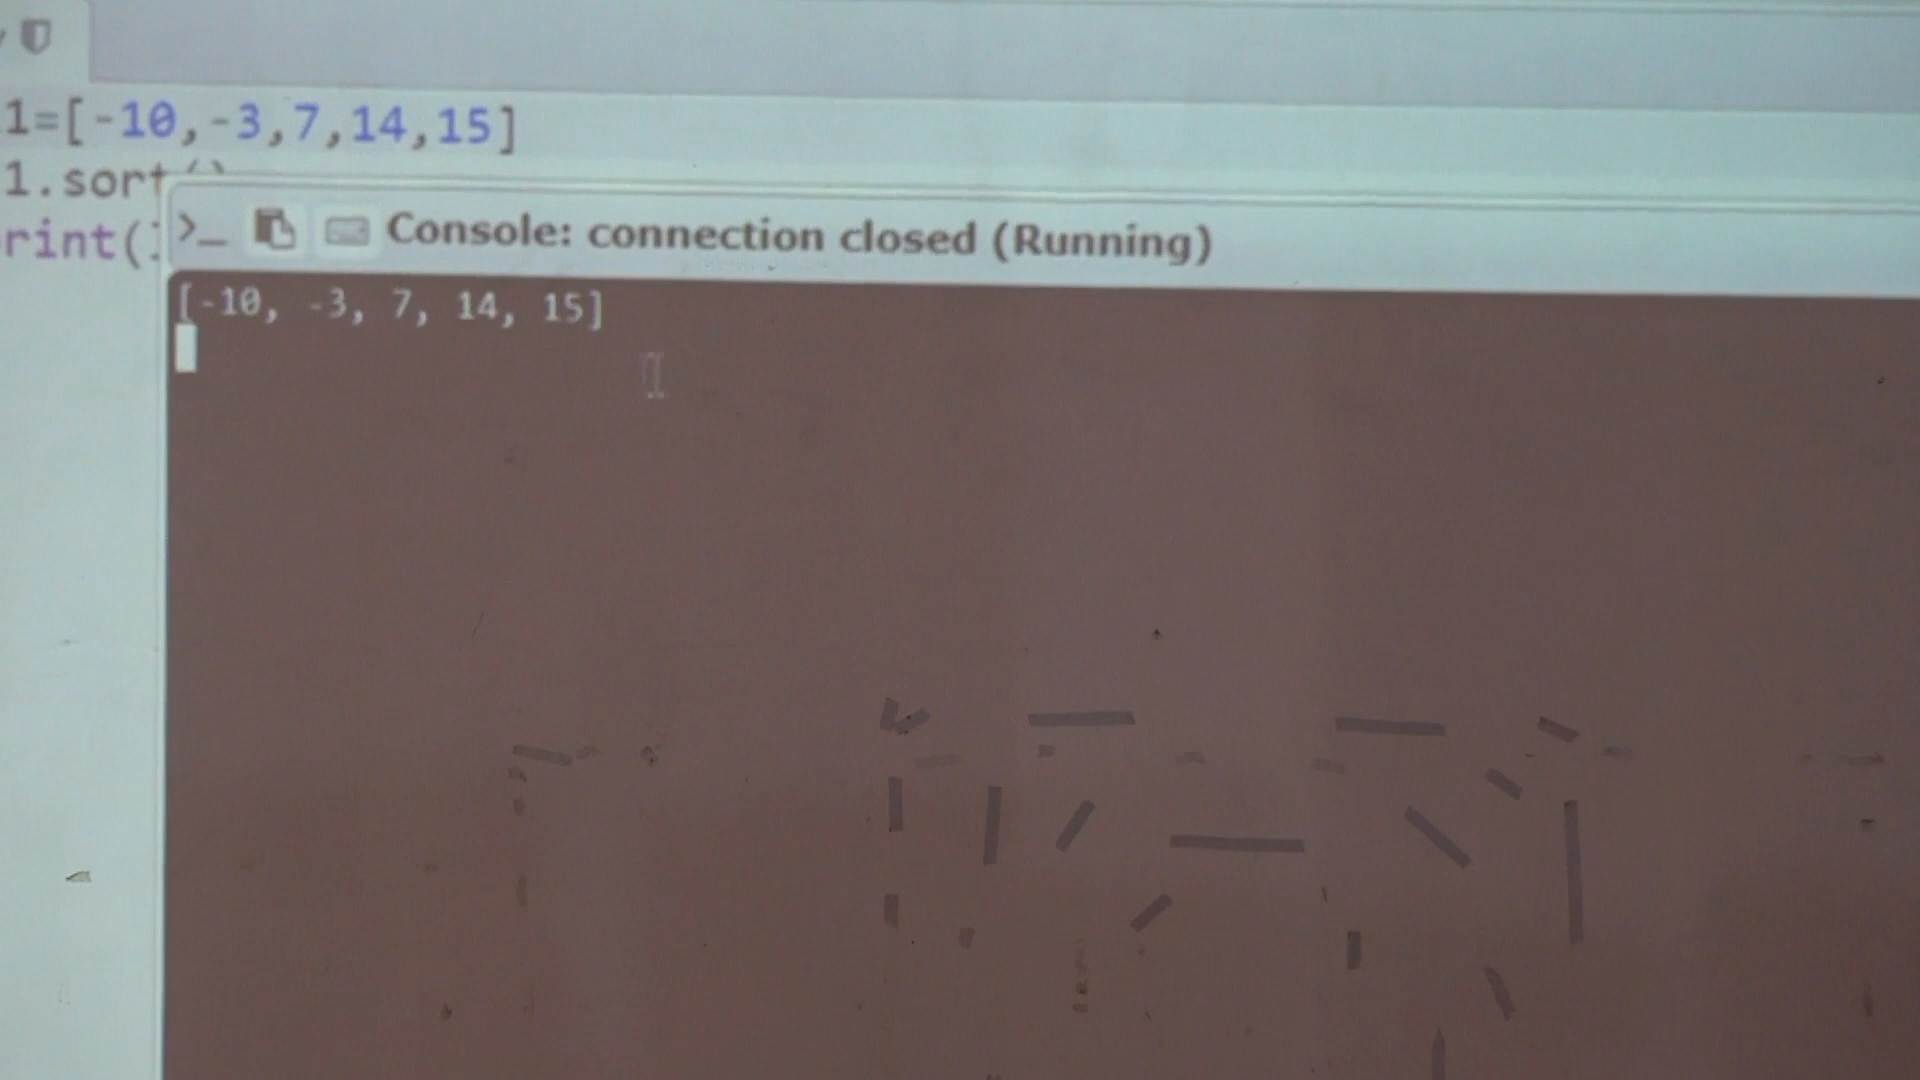 1=[-10,-3,7,14,15]
1.sort()
rint(
>_ Console: connection closed (Running)
[-10, -3, 7, 14, 15]